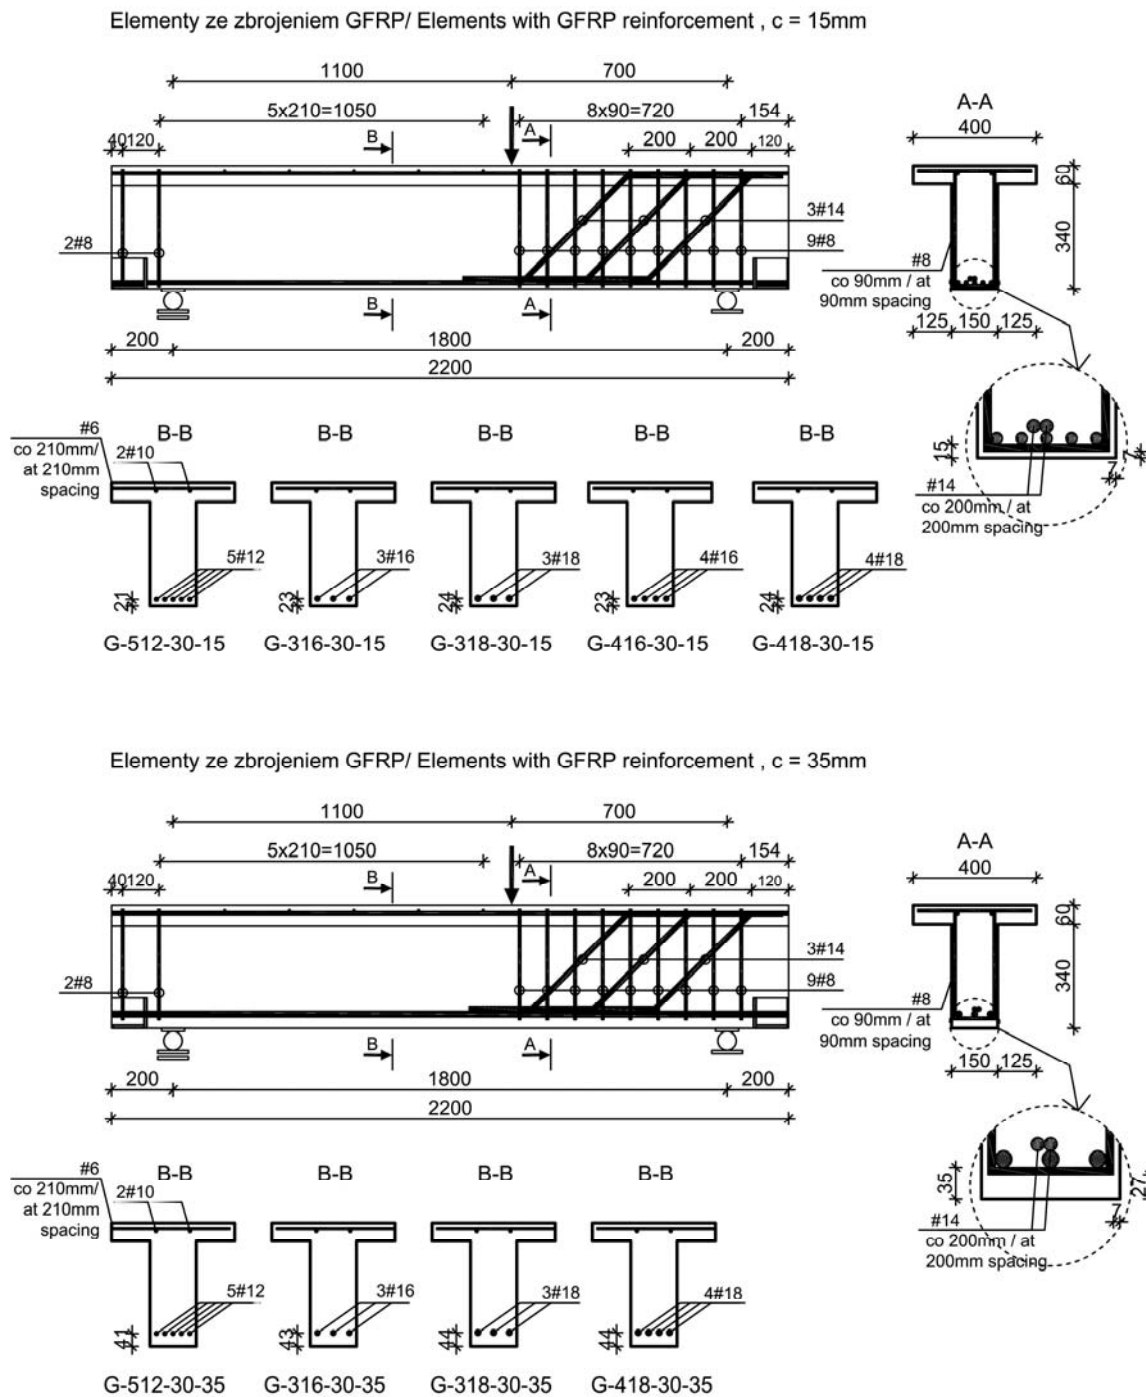 Elementy ze zbrojeniem GFRP/ Elements with GFRP reinforcement , c = 15mm
1100 700
5x210=1050 8x90=720 154
40 120 B A 200 200 120
A-A
400
60
340
3#14
2#8 9#8
#8
co 90mm / at
90mm spacing
B A
125 150 125
200 1800 200
2200
#6 B-B B-B B-B B-B B-B
co 210mm/ 2#10
at 210mm
spacing
15 7 7
#14
co 200mm / at
200mm spacing
5#12 3#16 3#18 4#16 4#18
21 23 24 23 24
G-512-30-15 G-316-30-15 G-318-30-15 G-416-30-15 G-418-30-15
Elementy ze zbrojeniem GFRP/ Elements with GFRP reinforcement , c = 35mm
1100 700
5x210=1050 8x90=720 154
40 120 B A 200 200 120
A-A
400
60
340
3#14
2#8 9#8
#8
co 90mm / at
90mm spacing
B A
150 125
200 1800 200
2200
#6 B-B B-B B-B B-B
co 210mm/ 2#10
at 210mm
spacing
35 27 7
#14
co 200mm / at
200mm spacing
5#12 3#16 3#18 4#18
41 43 44 44
G-512-30-35 G-316-30-35 G-318-30-35 G-418-30-35